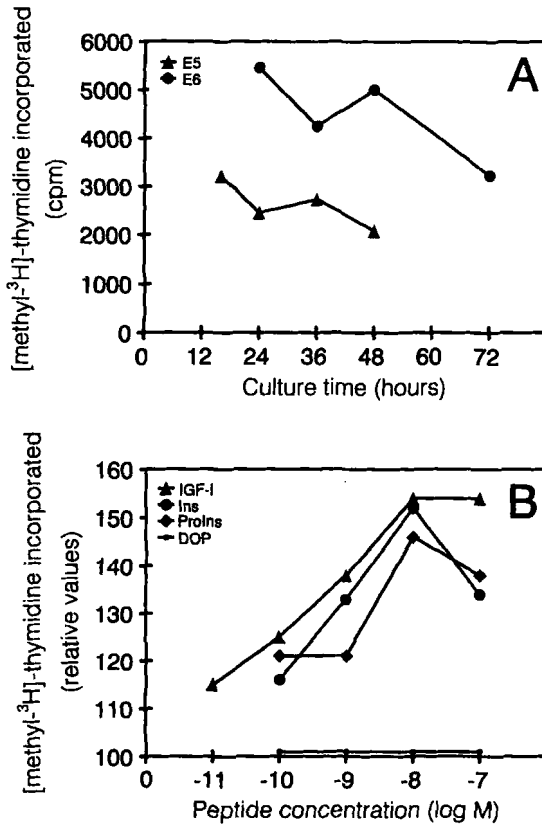 A
E5
E6
[methyl-³H]-thymidine incorporated
(cpm)
6000
5000
4000
3000
2000
1000
0
0 12 24 36 48 60 72
Culture time (hours)
B
IGF-I
Ins
ProIns
DOP
[methyl-³H]-thymidine incorporated
(relative values)
160
150
140
130
120
110
100
0 -11 -10 -9 -8 -7
Peptide concentration (log M)